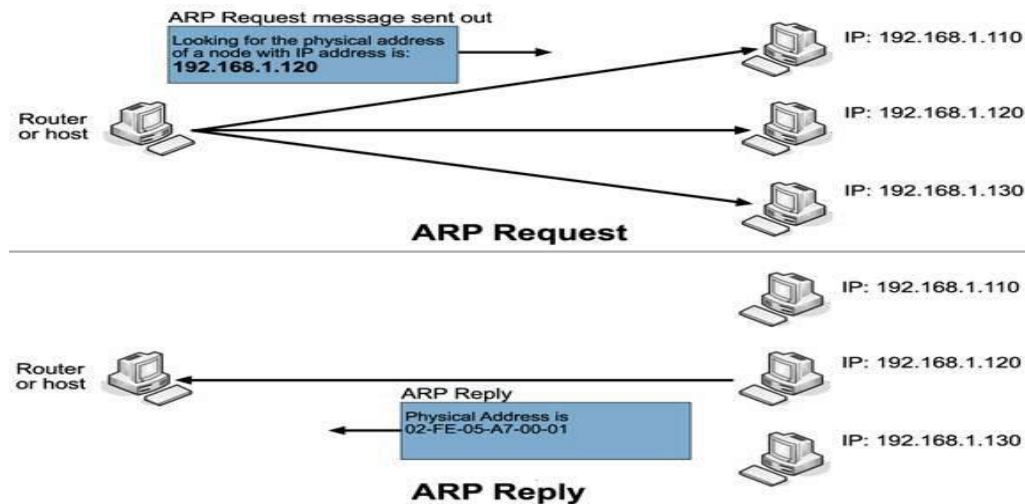 ARP Request message sent out
Looking for the physical address
of a node with IP address is:
192.168.1.120
IP: 192.168.1.110
Router
or host
IP: 192.168.1.120
IP: 192.168.1.130
ARP Request
IP: 192.168.1.110
Router
or host
IP: 192.168.1.120
ARP Reply
Physical Address is
02-FE-05-A7-00-01
IP: 192.168.1.130
ARP Reply